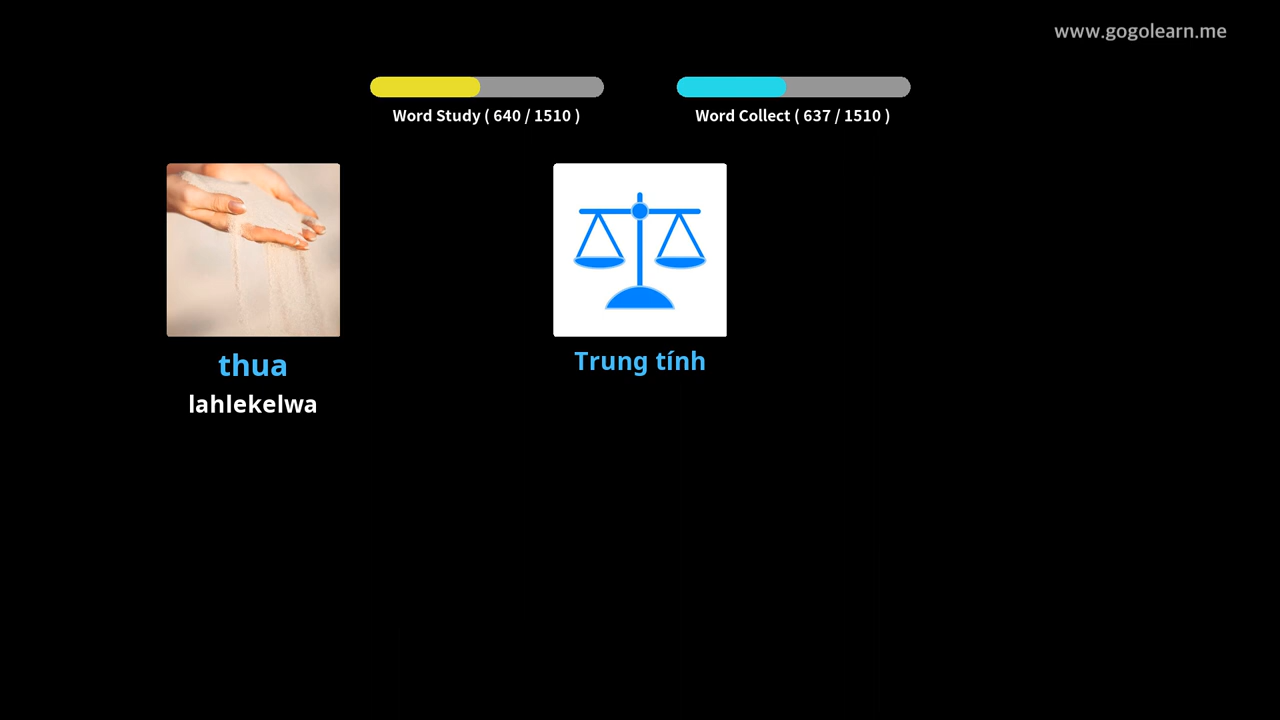 www.gogolearn.me
Word Study ( 640 / 1510 )
Word Collect ( 637 / 1510 )
thua
lahlekelwa
Trung tính